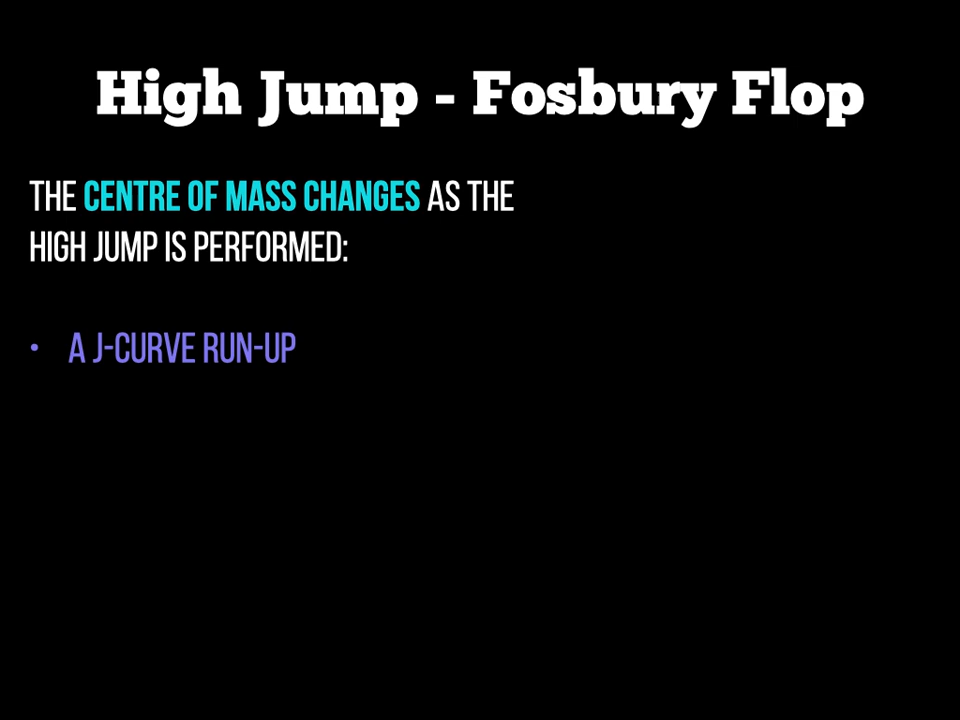 High Jump - Fosbury Flop
THE CENTRE OF MASS CHANGES AS THE
HIGH JUMP IS PERFORMED:
• A J-CURVE RUN-UP